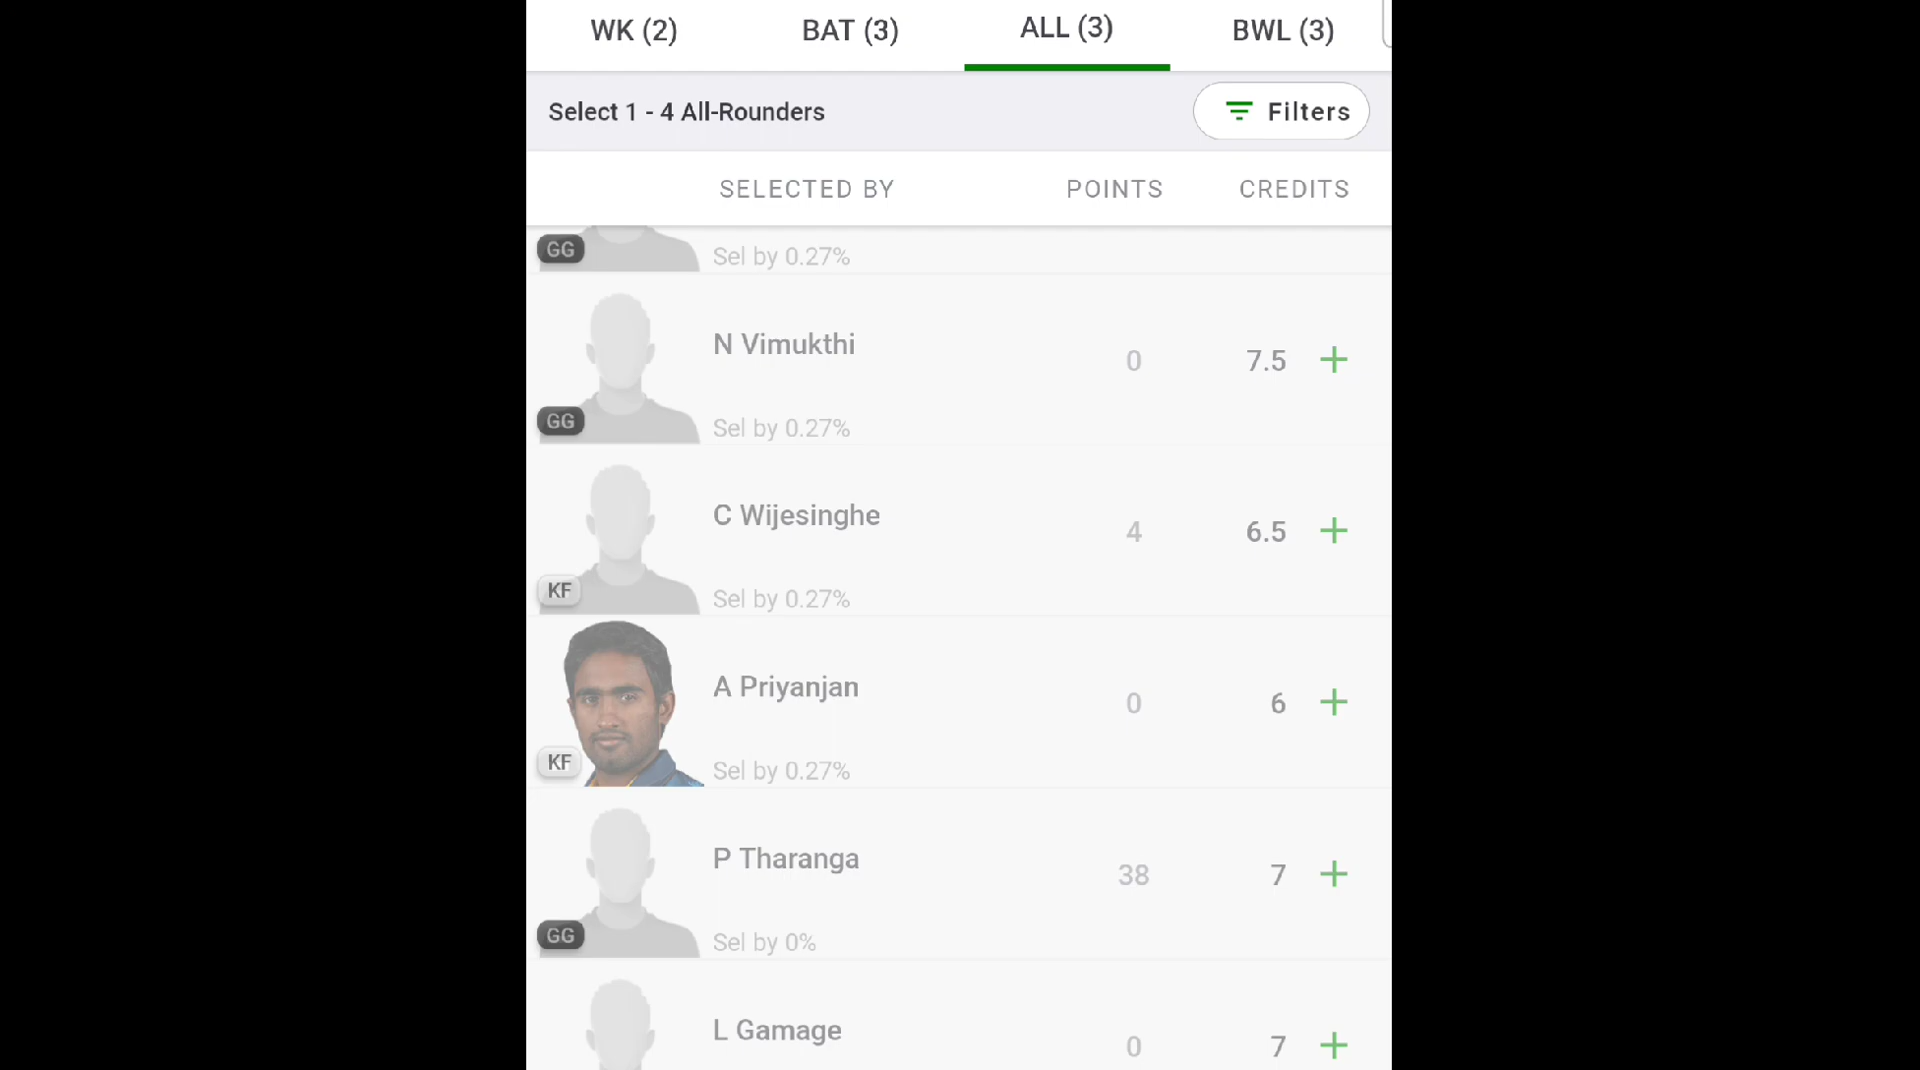 WK (2) BAT (3) ALL (3) BWL (3)
Select 1 - 4 All-Rounders Filters
SELECTED BY POINTS CREDITS
GG Sel by 0.27%
N Vimukthi 0 7.5
GG Sel by 0.27%
C Wijesinghe 4 6.5
KF Sel by 0.27%
A Priyanjan 0 6
KF Sel by 0.27%
P Tharanga 38 7
GG Sel by 0%
L Gamage 0 7